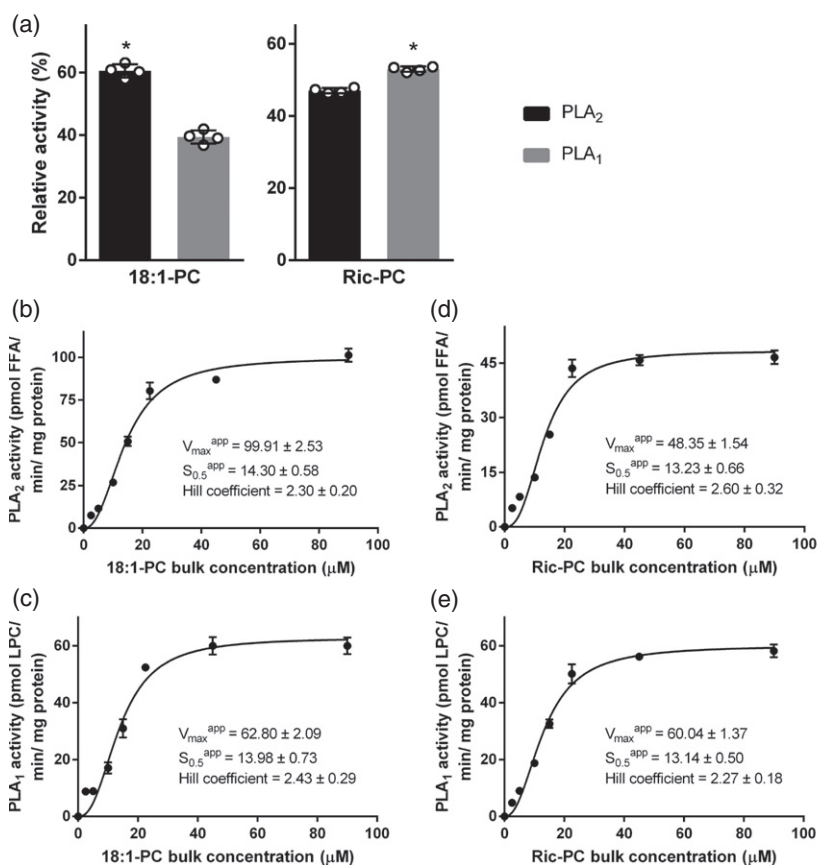 (a)
Relative activity (%)
60
40
20
0
*
18:1-PC
60
40
20
0
*
Ric-PC
PLA₂
PLA₁
(b)
PLA₂ activity (pmol FFA/
min/ mg protein)
100
75
50
25
0
Vmaxᵃᵖᵖ = 99.91 ± 2.53
S0.5ᵃᵖᵖ = 14.30 ± 0.58
Hill coefficient = 2.30 ± 0.20
0 20 40 60 80 100
18:1-PC bulk concentration (μM)
(d)
PLA₂ activity (pmol FFA/
min/ mg protein)
45
30
15
0
Vmaxᵃᵖᵖ = 48.35 ± 1.54
S0.5ᵃᵖᵖ = 13.23 ± 0.66
Hill coefficient = 2.60 ± 0.32
0 20 40 60 80 100
Ric-PC bulk concentration (μM)
(c)
PLA₁ activity (pmol LPC/
min/ mg protein)
60
40
20
0
Vmaxᵃᵖᵖ = 62.80 ± 2.09
S0.5ᵃᵖᵖ = 13.98 ± 0.73
Hill coefficient = 2.43 ± 0.29
0 20 40 60 80 100
18:1-PC bulk concentration (μM)
(e)
PLA₁ activity (pmol LPC/
min/ mg protein)
60
40
20
0
Vmaxᵃᵖᵖ = 60.04 ± 1.37
S0.5ᵃᵖᵖ = 13.14 ± 0.50
Hill coefficient = 2.27 ± 0.18
0 20 40 60 80 100
Ric-PC bulk concentration (μM)